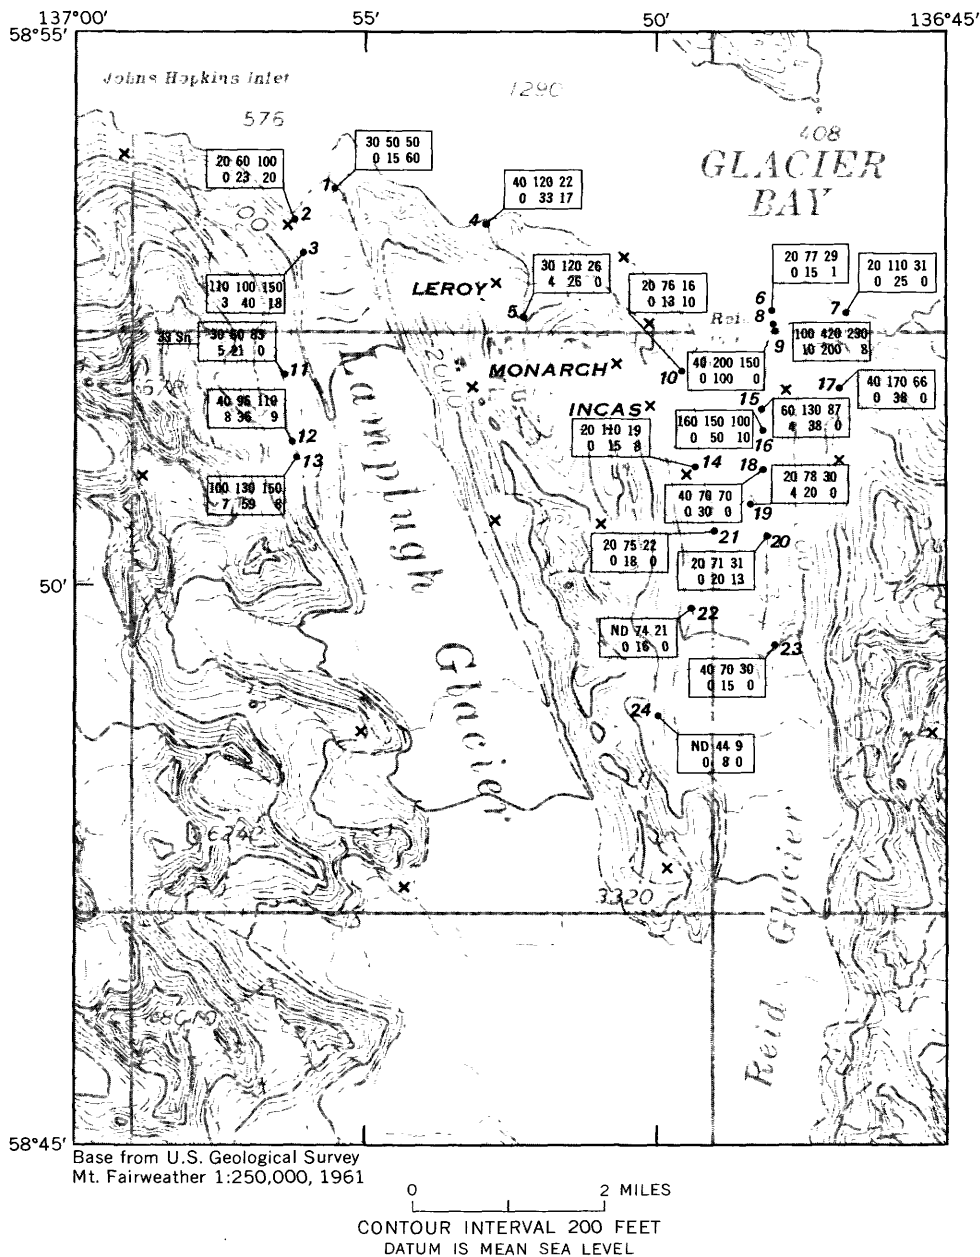 137°00' 55' 50' 136°45'
58°55'
Johns Hopkins Inlet
1290
576
408
GLACIER
BAY
30 50 50
0 15 60
1
20 60 100
0 23 20
2
40 120 22
0 33 17
4
3
110 100 150
3 40 18
LEROY
30 120 26
4 26 0
5
20 76 16
0 13 10
10
20 77 29
0 15 1
6
8
20 110 31
0 25 0
7
100 420 290
10 200 8
9
30 60 83
5 21 0
11
MONARCH
40 200 150
0 100 0
17
40 170 66
0 38 0
40 96 110
8 36 9
12
INCAS
20 110 19
0 15 8
14
160 150 100
0 50 10
15
60 130 87
4 38 0
16
13
100 130 150
7 59 8
18
40 70 70
0 30 0
20 78 30
4 20 0
19
20 75 22
0 18 0
21
20 71 31
0 20 13
20
50'
ND 74 21
0 16 0
22
40 70 30
0 15 0
23
24
ND 44 9
0 8 0
Lamplugh Glacier
2000
6240
3320
Reid Glacier
58°45'
Base from U.S. Geological Survey
Mt. Fairweather 1:250,000, 1961
0 2 MILES
CONTOUR INTERVAL 200 FEET
DATUM IS MEAN SEA LEVEL